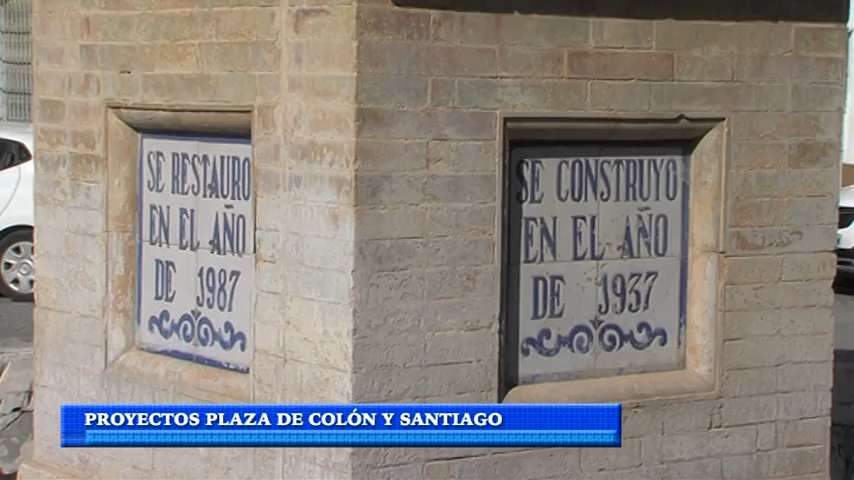 SE RESTAURO
EN EL AÑO
DE 1987
SE CONSTRUYO
EN EL AÑO
DE 1937
PROYECTOS PLAZA DE COLÓN Y SANTIAGO